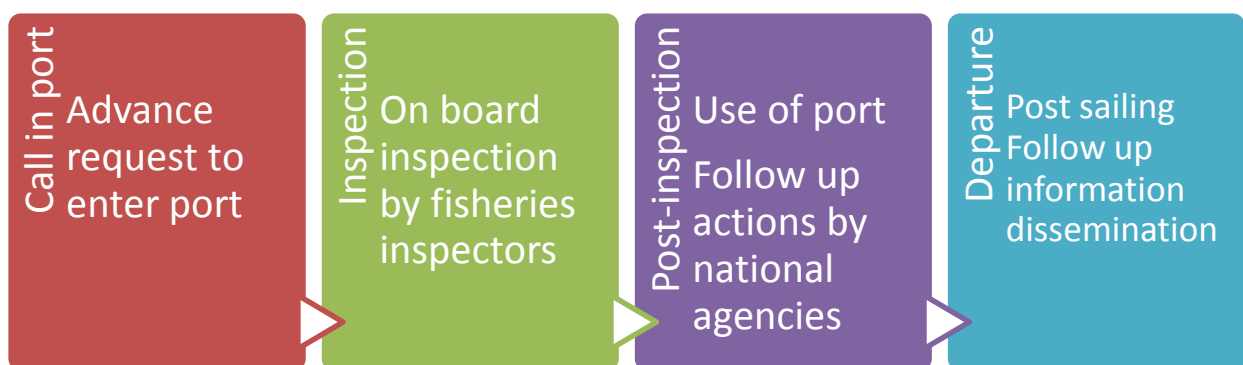 Call in port
Advance
request to
enter port
Inspection
On board
inspection
by fisheries
inspectors
Post-inspection
Use of port
Follow up
actions by
national
agencies
Departure
Post sailing
Follow up
information
dissemination